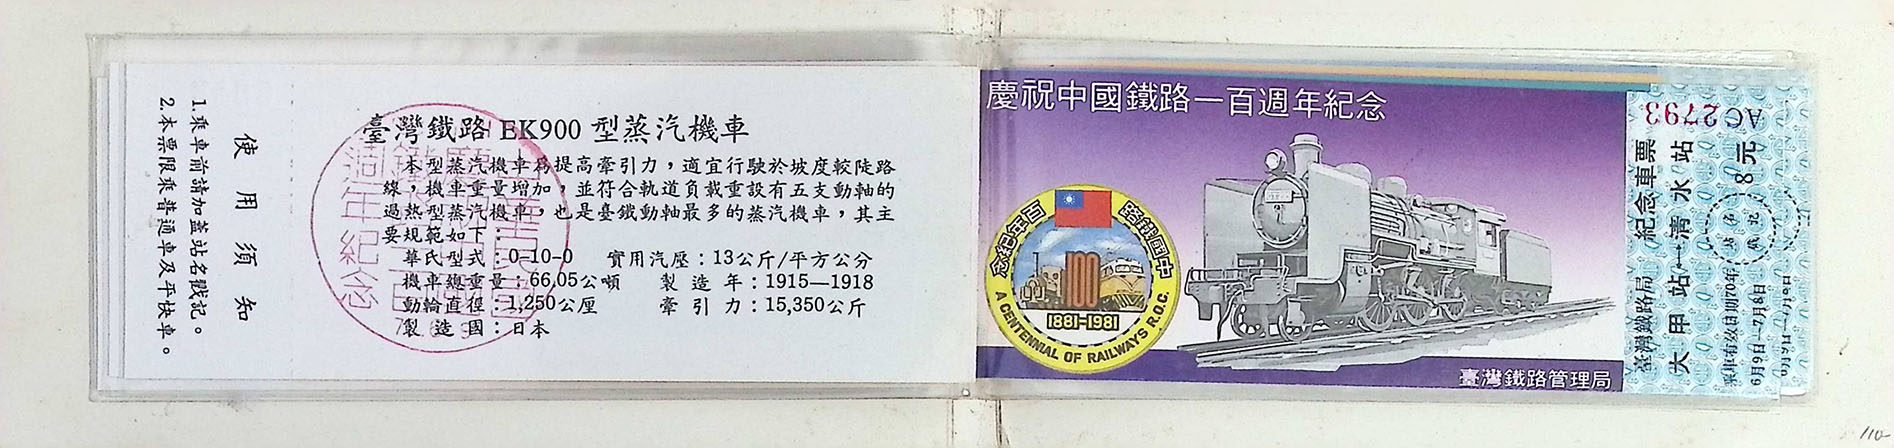 使用須知
1.乘車前請加蓋站名戳記。
2.本票限乘普通車及平快車。
臺灣鐵路 EK900 型蒸汽機車
本型蒸汽機車為提高牽引力，適宜行駛於坡度較陡路
線，機車重量增加，並符合軌道負載重設有五支動軸的
過熱型蒸汽機車，也是臺鐵動軸最多的蒸汽機車，其主
要規範如下：
華氏型式：0-10-0 實用汽壓：13公斤/平方公分
機車總重量：66.05公噸 製造年：1915—1918
動輪直徑：1,250公厘 牽引力：15,350公斤
製造國：日本
慶祝中國鐵路一百週年紀念
中國鐵路
百年紀念
100
1881-1981
A CENTENNIAL OF RAILWAYS R.O.C.
臺灣鐵路管理局
AC2793
臺灣鐵路局 紀念車票
大甲站←清水站
8元